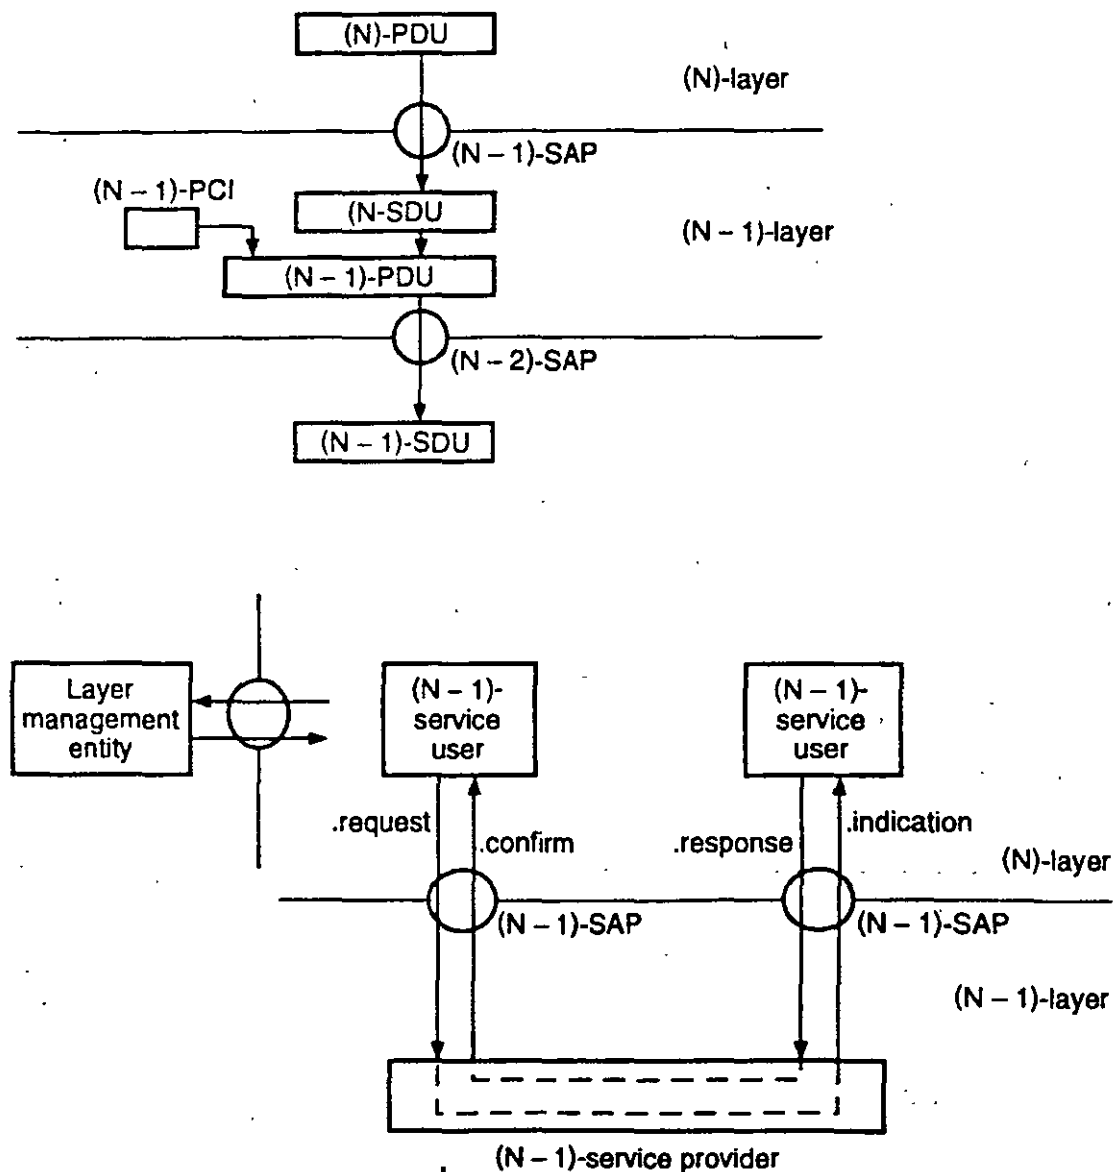 (N)-PDU
(N)-layer
(N – 1)-SAP
(N – 1)-PCI
(N-SDU
(N – 1)-layer
(N – 1)-PDU
(N – 2)-SAP
(N – 1)-SDU
Layer
management
entity
(N – 1)-
service
user
(N – 1)-
service
user
.request
.confirm
.response
.indication
(N)-layer
(N – 1)-SAP
(N – 1)-SAP
(N – 1)-layer
(N – 1)-service provider